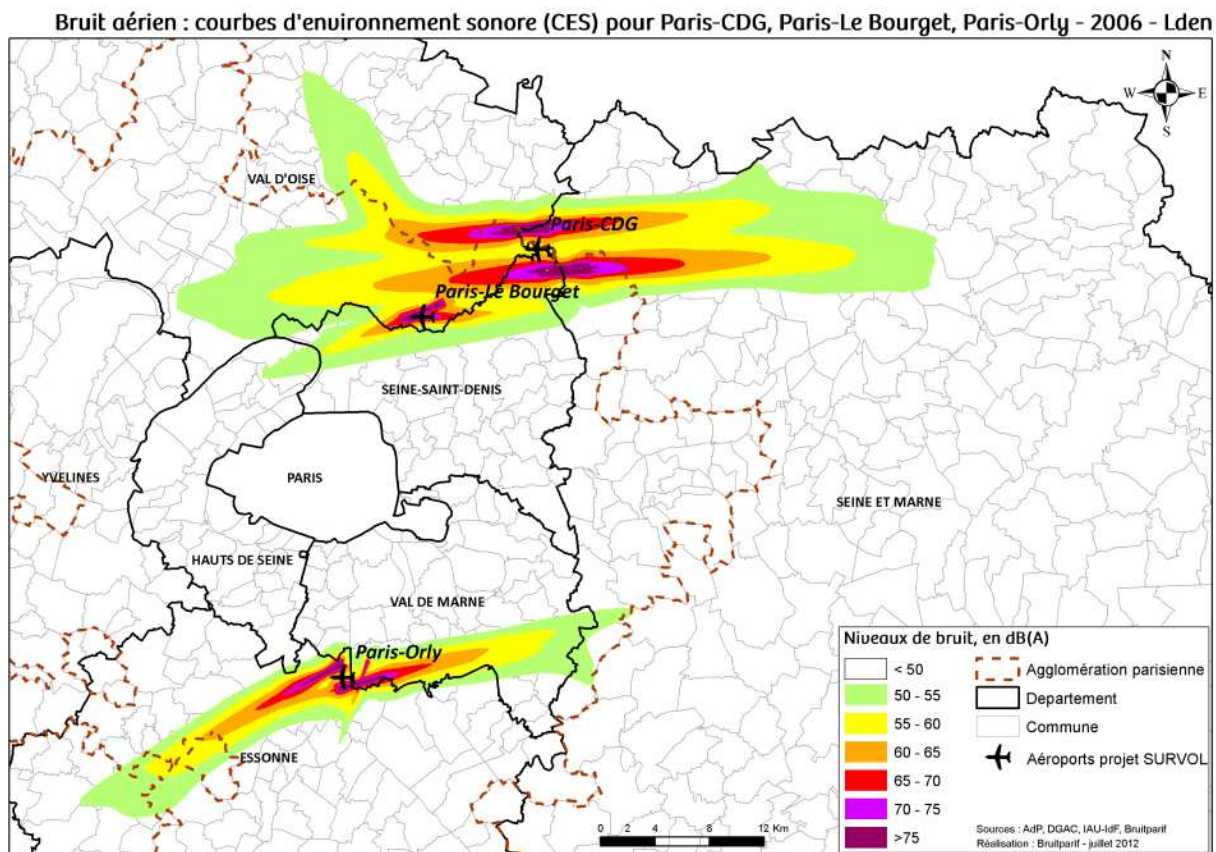 Bruit aérien : courbes d'environnement sonore (CES) pour Paris-CDG, Paris-Le Bourget, Paris-Orly - 2006 - Lden
N
W E
S
VAL D'OISE
Paris-CDG
Paris-Le Bourget
SEINE-SAINT-DENIS
YVELINES
PARIS
SEINE ET MARNE
HAUTS DE SEINE
VAL DE MARNE
Paris-Orly
ESSONNE
Niveaux de bruit, en dB(A)
< 50
50 - 55
55 - 60
60 - 65
65 - 70
70 - 75
>75
Agglomération parisienne
Departement
Commune
Aéroports projet SURVOL
0 2 4 8 12 Km
Sources : AdP, DGAC, IAU-IdF, Bruitparif
Réalisation : Bruitparif - juillet 2012